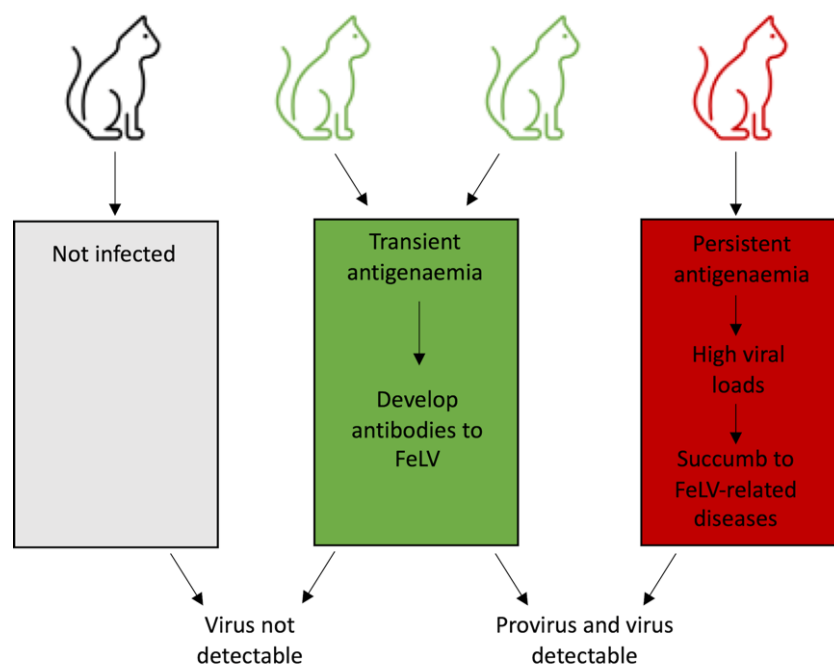 Not infected
Transient
antigenaemia
Develop
antibodies to
FeLV
Persistent
antigenaemia
High viral
loads
Succumb to
FeLV-related
diseases
Virus not
detectable
Provirus and virus
detectable